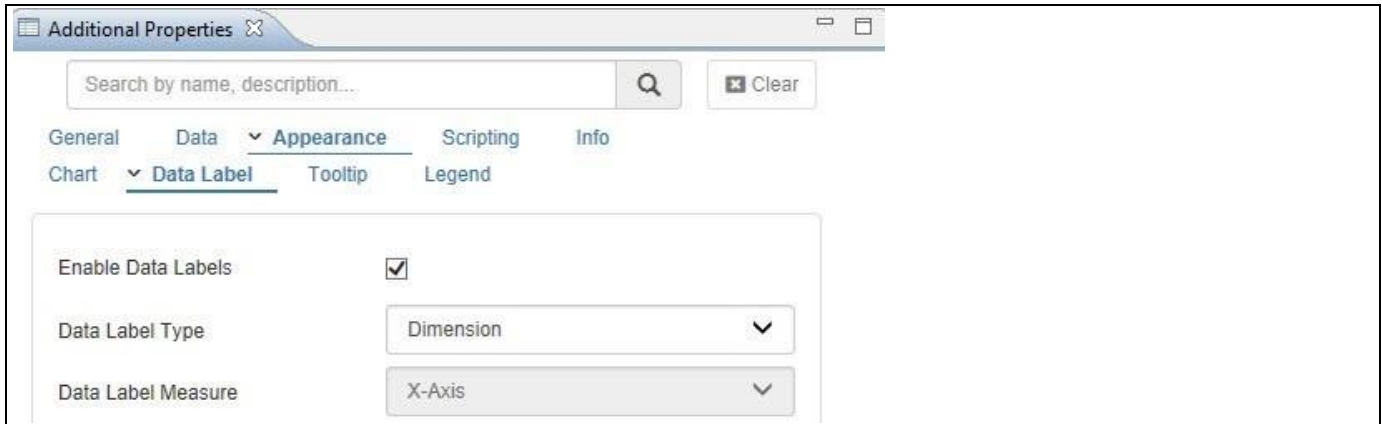 Additional Properties
Search by name, description... Clear
General Data Appearance Scripting Info
Chart Data Label Tooltip Legend
Enable Data Labels
Data Label Type Dimension
Data Label Measure X-Axis